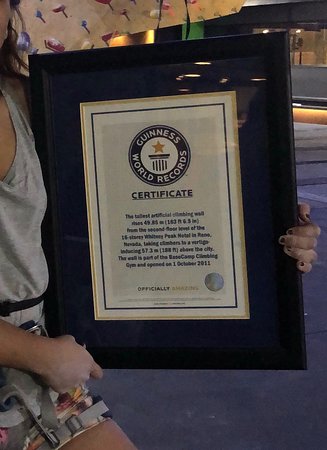 GUINNESS
WORLD RECORDS
CERTIFICATE
The tallest artificial climbing wall
rises 49.85 m (163 ft 6.5 in)
from the second-floor level of the
16-storey Whitney Peak Hotel in Reno,
Nevada, taking climbers to a vertigo-
inducing 57.3 m (188 ft) above the city.
The wall is part of the BaseCamp Climbing
Gym and opened on 1 October 2011
OFFICIALLY AMAZING